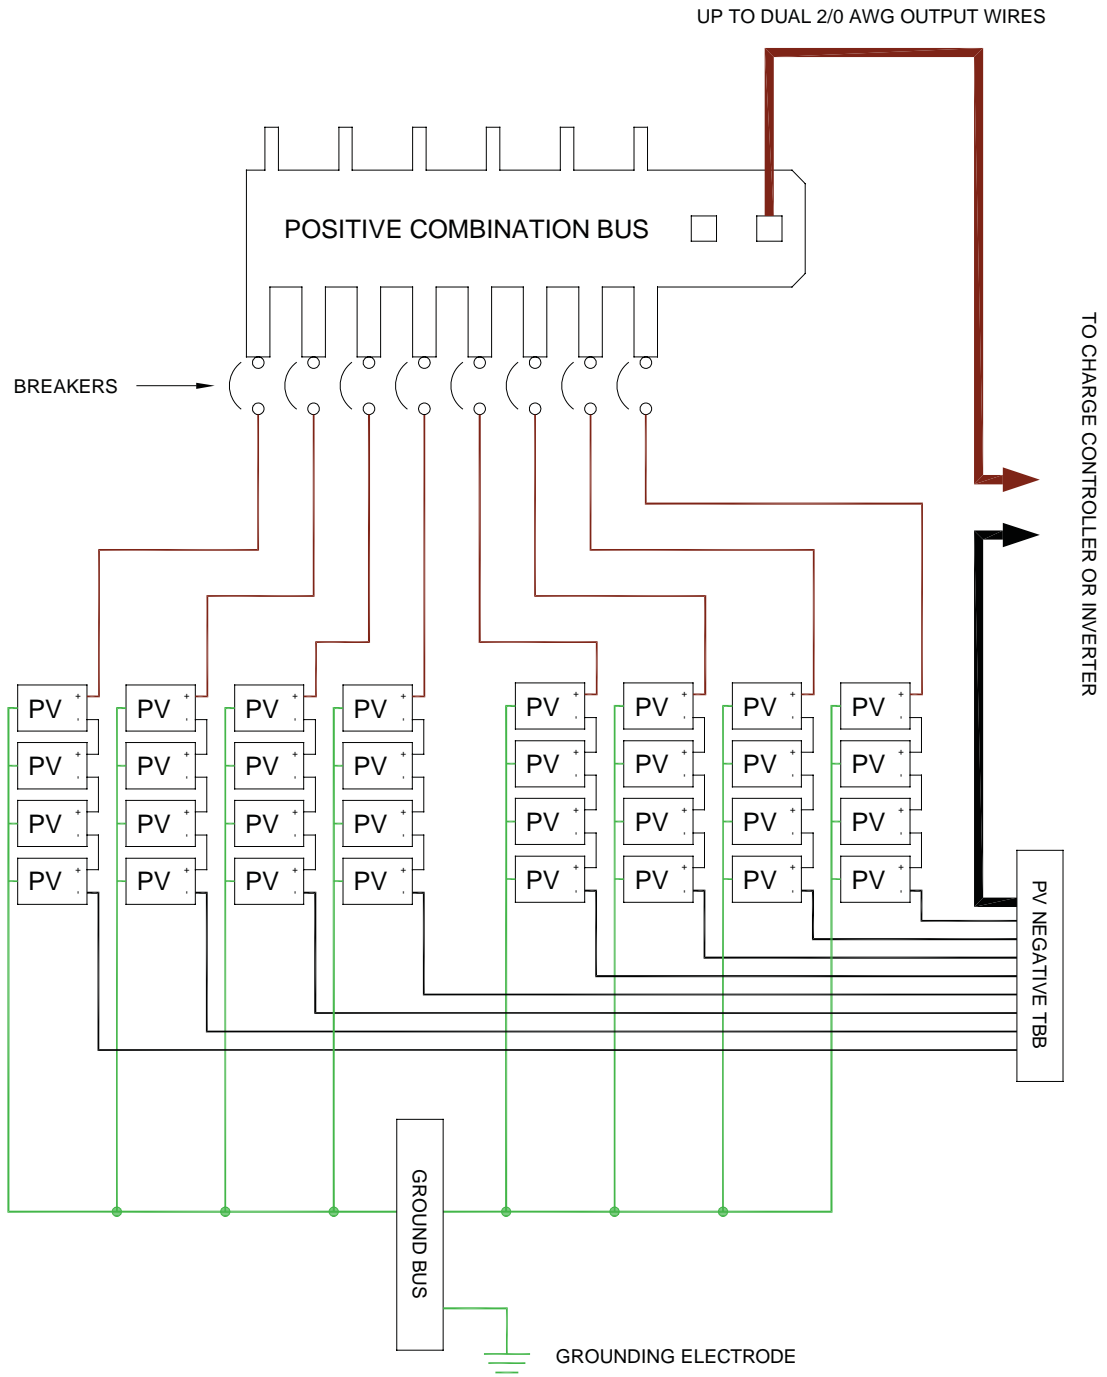 UP TO DUAL 2/0 AWG OUTPUT WIRES
POSITIVE COMBINATION BUS
BREAKERS
TO CHARGE CONTROLLER OR INVERTER
PV + - PV + - PV + - PV + - PV + - PV + - PV + - PV + -
PV + - PV + - PV + - PV + - PV + - PV + - PV + - PV + -
PV + - PV + - PV + - PV + - PV + - PV + - PV + - PV + -
PV + - PV + - PV + - PV + - PV + - PV + - PV + - PV + -
PV NEGATIVE TBB
GROUND BUS
GROUNDING ELECTRODE